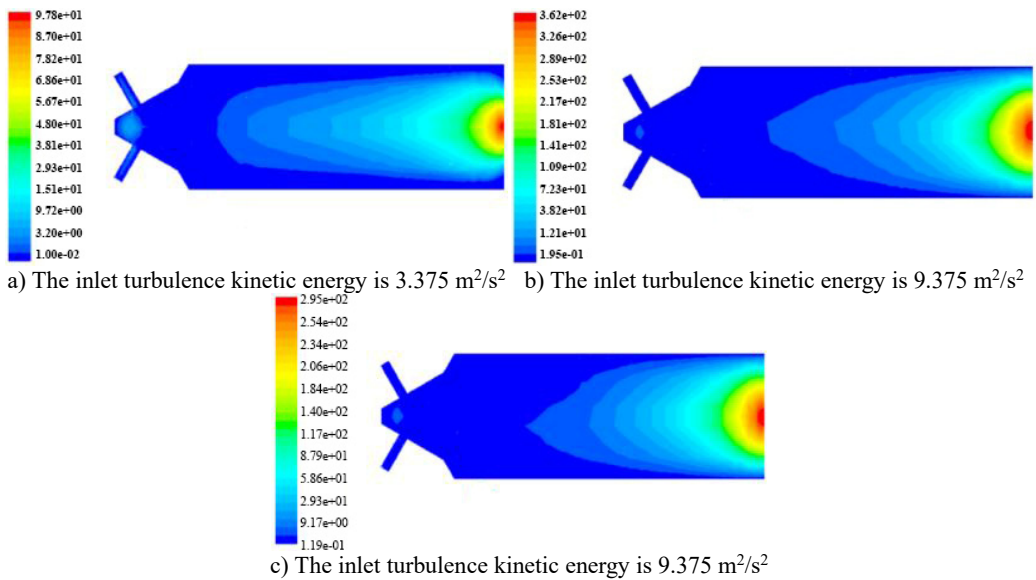 9.78e+01
8.70e+01
6.86e+01
5.67e+01
4.80e+01
3.81e+01
2.93e+01
1.51e+01
9.72e+00
3.20e+00
1.00e-02
3.62e+02
3.26e+02
2.89e+02
2.53e+02
2.17e+02
1.81e+02
1.41e+02
1.09e+02
7.23e+01
3.82e+01
1.21e+01
1.95e-01
a) The inlet turbulence kinetic energy is 3.375 m²/s²
b) The inlet turbulence kinetic energy is 9.375 m²/s²
2.95e+02
2.54e+02
2.06e+02
1.84e+02
1.40e+02
1.17e+02
8.79e+01
5.86e+01
2.93e+01
9.17e+00
1.19e-01
c) The inlet turbulence kinetic energy is 9.375 m²/s²